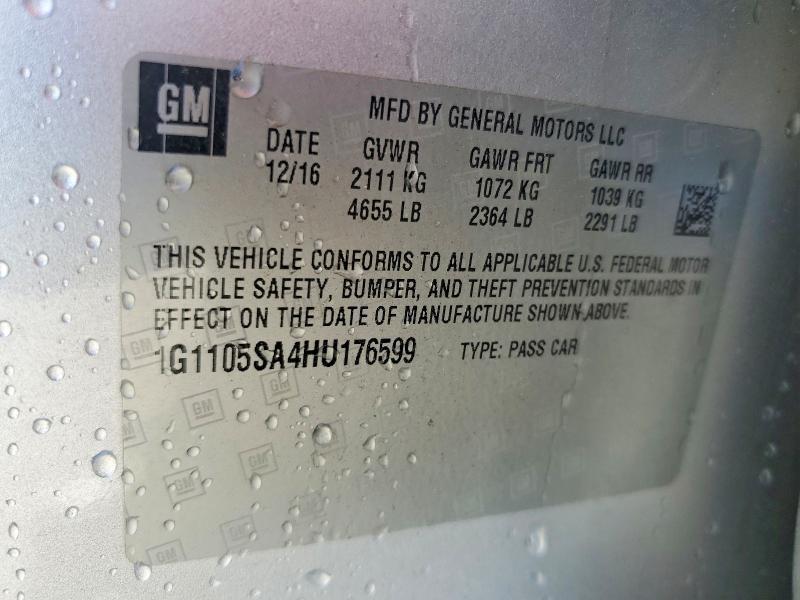 GM
MFD BY GENERAL MOTORS LLC
DATE GVWR GAWR FRT GAWR RR
12/16 2111 KG 1072 KG 1039 KG
4655 LB 2364 LB 2291 LB
THIS VEHICLE CONFORMS TO ALL APPLICABLE U.S. FEDERAL MOTOR
VEHICLE SAFETY, BUMPER, AND THEFT PREVENTION STANDARDS IN
EFFECT ON THE DATE OF MANUFACTURE SHOWN ABOVE.
1G1105SA4HU176599 TYPE: PASS CAR